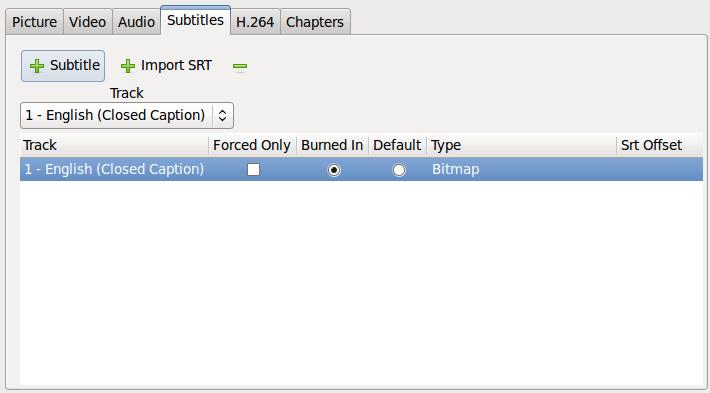 Picture Video Audio Subtitles H.264 Chapters
Subtitle Import SRT
Track
1 - English (Closed Caption)
Track Forced Only Burned In Default Type Srt Offset
1 - English (Closed Caption) Bitmap